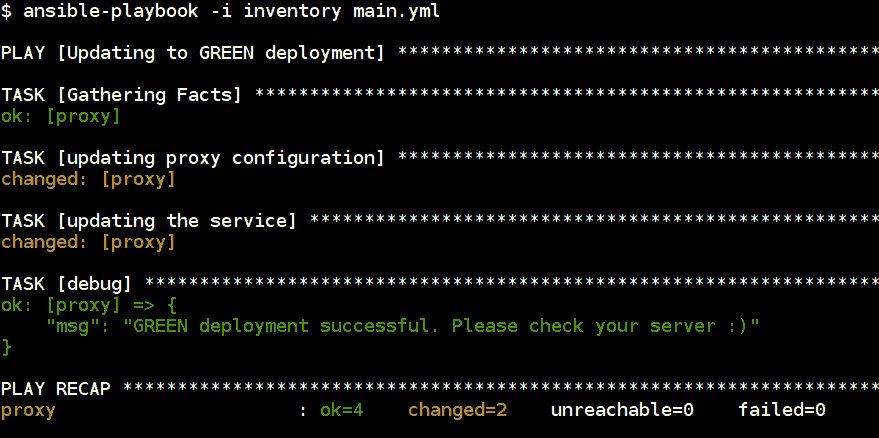 $ ansible-playbook -i inventory main.yml
PLAY [Updating to GREEN deployment] ********************************************
TASK [Gathering Facts] *********************************************************
ok: [proxy]
TASK [updating proxy configuration] ********************************************
changed: [proxy]
TASK [updating the service] ****************************************************
changed: [proxy]
TASK [debug] *******************************************************************
ok: [proxy] => {
    "msg": "GREEN deployment successful. Please check your server :)"
}
PLAY RECAP *********************************************************************
proxy                      : ok=4    changed=2    unreachable=0    failed=0